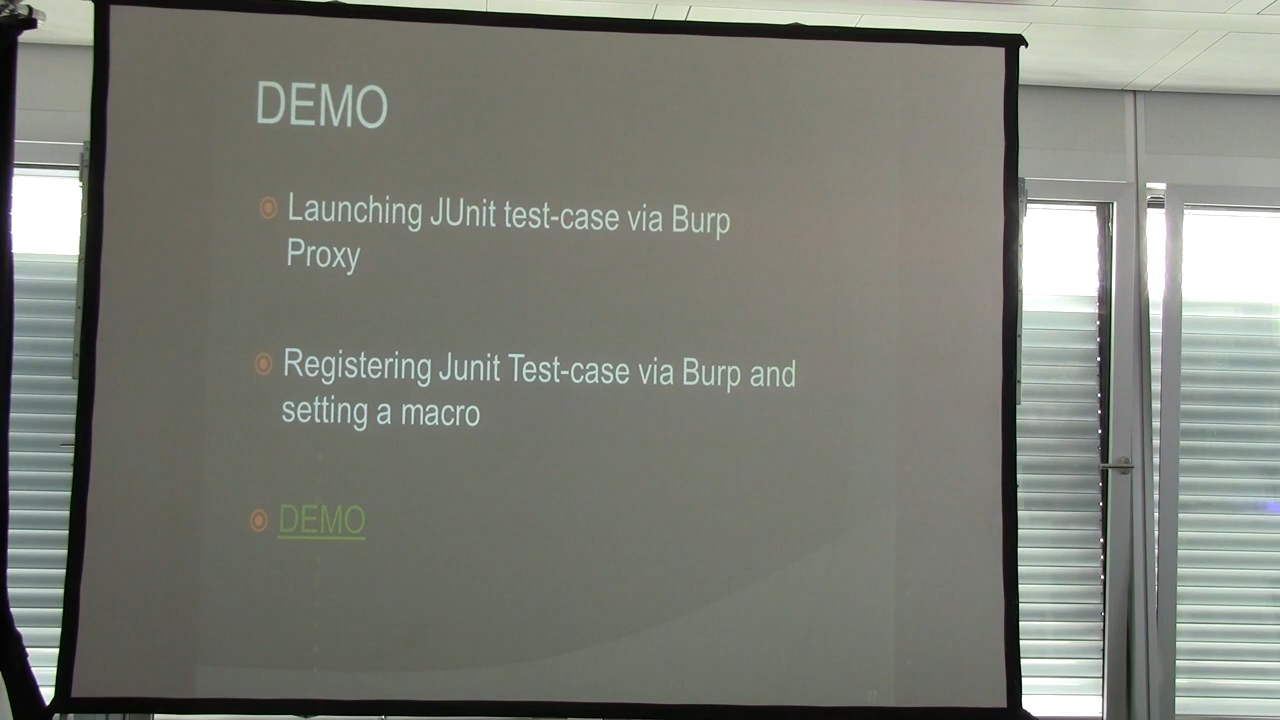 DEMO
Launching JUnit test-case via Burp
Proxy
Registering Junit Test-case via Burp and
setting a macro
DEMO